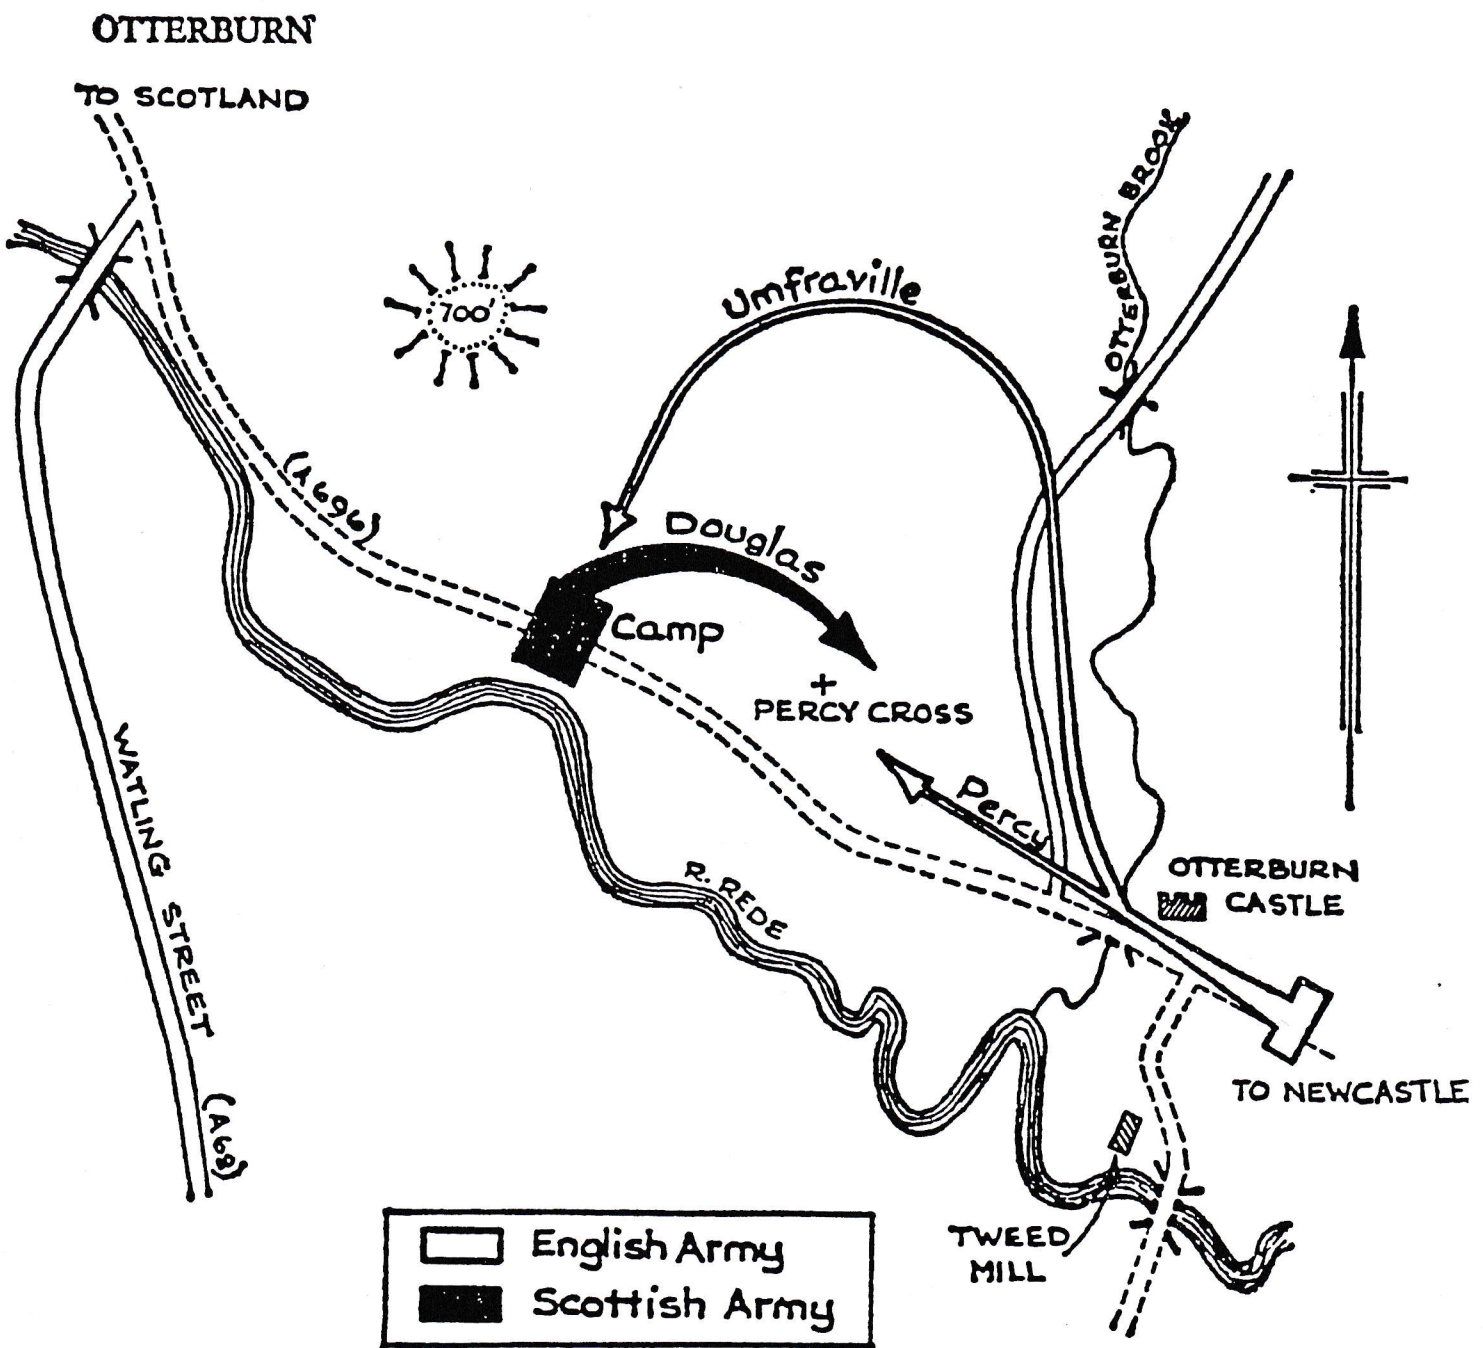 OTTERBURN
TO SCOTLAND
OTTERBURN BROOK
700'
Umfraville
(A696)
Douglas
Camp
PERCY CROSS
Percy
WATLING STREET (A68)
R. REDE
OTTERBURN
CASTLE
TO NEWCASTLE
TWEED
MILL
English Army
Scottish Army